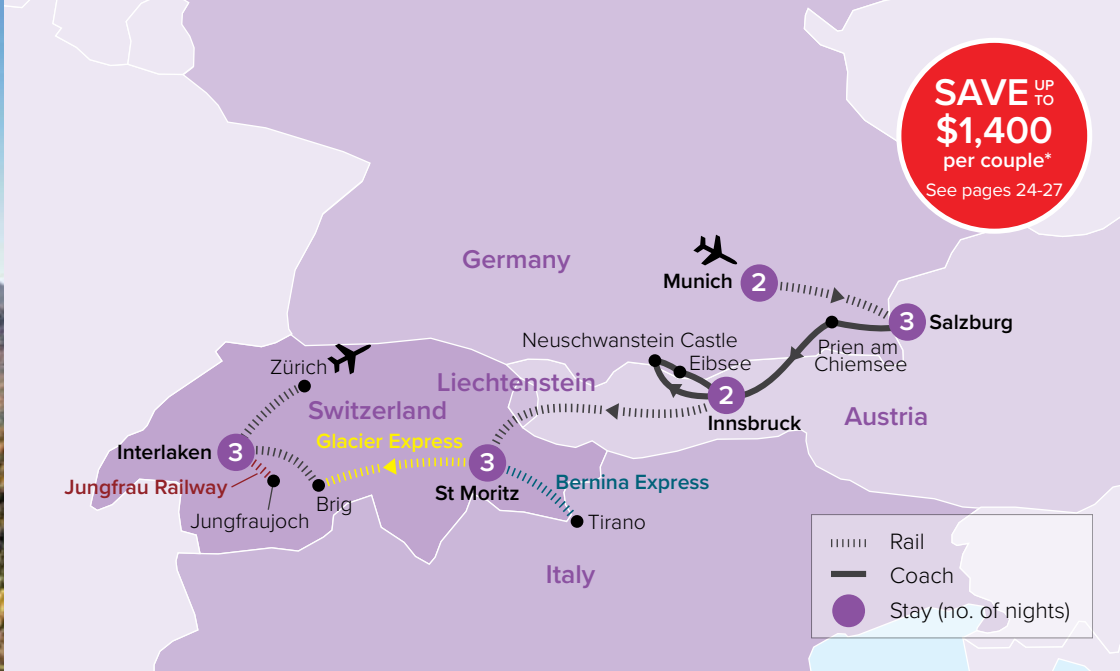 SAVE UP TO
$1,400
per couple*
See pages 24-27
Germany
Munich 2
3 Salzburg
Prien am
Chiemsee
Neuschwanstein Castle
Eibsee
2
Innsbruck
Austria
Zürich
Liechtenstein
Switzerland
Interlaken 3
Glacier Express
3
St Moritz
Bernina Express
Jungfrau Railway
Jungfraujoch
Brig
Tirano
Italy
Rail
Coach
Stay (no. of nights)